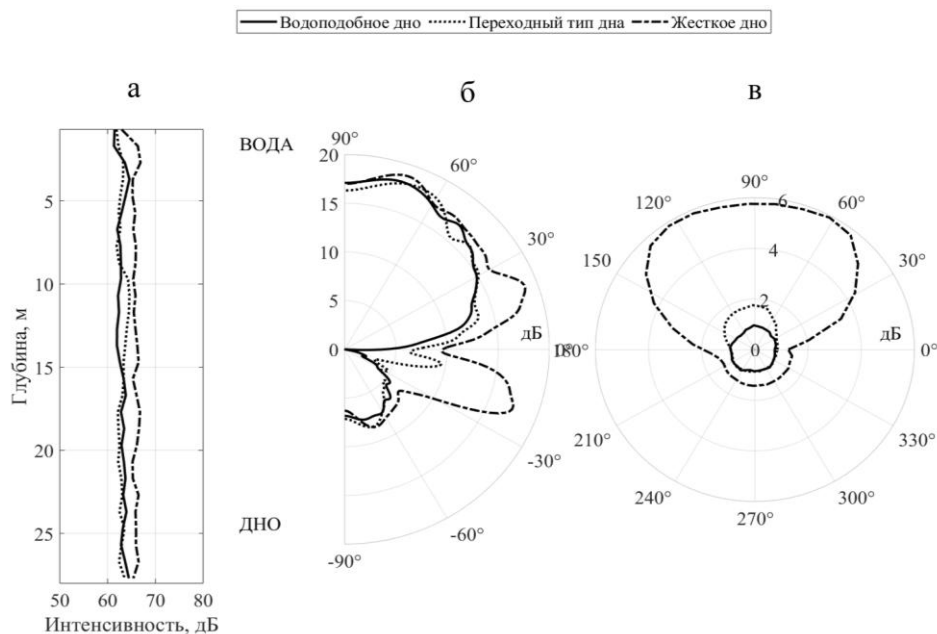 Водоподобное дно Переходный тип дна Жесткое дно
а
б
в
5
10
15
20
25
50 60 70 80
Глубина, м
Интенсивность, дБ
ВОДА
ДНО
90°
60°
30°
-30°
-60°
-90°
20
15
10
5
0
дБ
90°
60°
30°
0°
330°
300°
270°
240°
210°
180°
150
120°
6
4
2
0
дБ